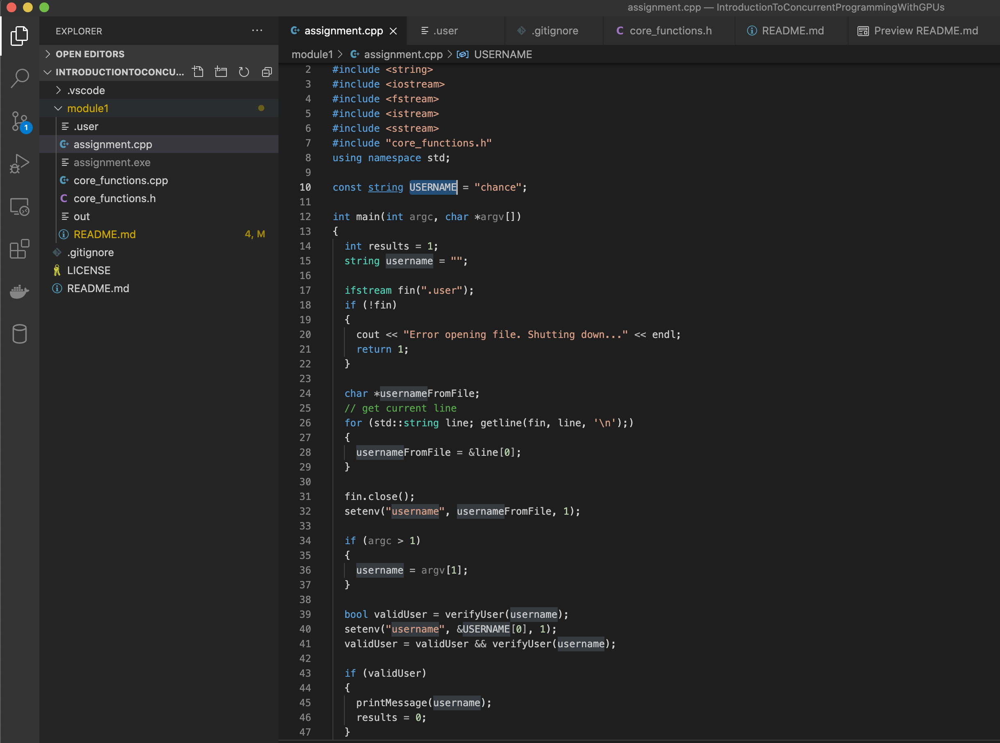 assignment.cpp — IntroductionToConcurrentProgrammingWithGPUs
EXPLORER
OPEN EDITORS
INTRODUCTIONTOCONCU...
.vscode
module1
.user
assignment.cpp
assignment.exe
core_functions.cpp
core_functions.h
out
README.md 4, M
.gitignore
LICENSE
README.md
1
assignment.cpp .user .gitignore core_functions.h README.md Preview README.md
module1 > assignment.cpp > USERNAME
2 #include <string>
3 #include <iostream>
4 #include <fstream>
5 #include <istream>
6 #include <sstream>
7 #include "core_functions.h"
8 using namespace std;
9
10 const string USERNAME = "chance";
11
12 int main(int argc, char *argv[])
13 {
14 int results = 1;
15 string username = "";
16
17 ifstream fin(".user");
18 if (!fin)
19 {
20 cout << "Error opening file. Shutting down..." << endl;
21 return 1;
22 }
23
24 char *usernameFromFile;
25 // get current line
26 for (std::string line; getline(fin, line, '\n');)
27 {
28 usernameFromFile = &line[0];
29 }
30
31 fin.close();
32 setenv("username", usernameFromFile, 1);
33
34 if (argc > 1)
35 {
36 username = argv[1];
37 }
38
39 bool validUser = verifyUser(username);
40 setenv("username", &USERNAME[0], 1);
41 validUser = validUser && verifyUser(username);
42
43 if (validUser)
44 {
45 printMessage(username);
46 results = 0;
47 }